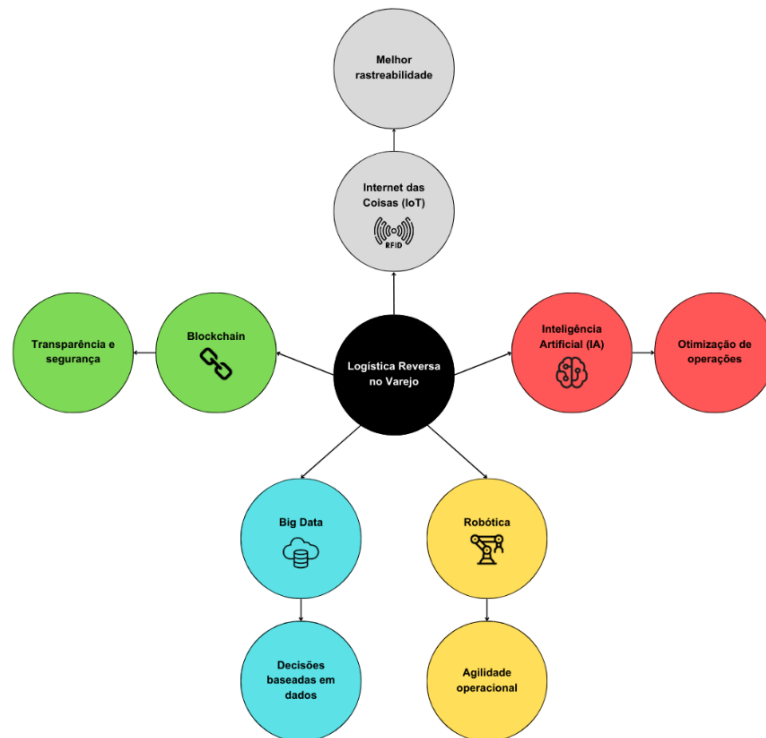 Melhor
rastreabilidade
Internet das
Coisas (IoT)
RFID
Transparência e
segurança
Blockchain
Logística Reversa
no Varejo
Inteligência
Artificial (IA)
Otimização de
operações
Big Data
Robótica
Decisões
baseadas em
dados
Agilidade
operacional